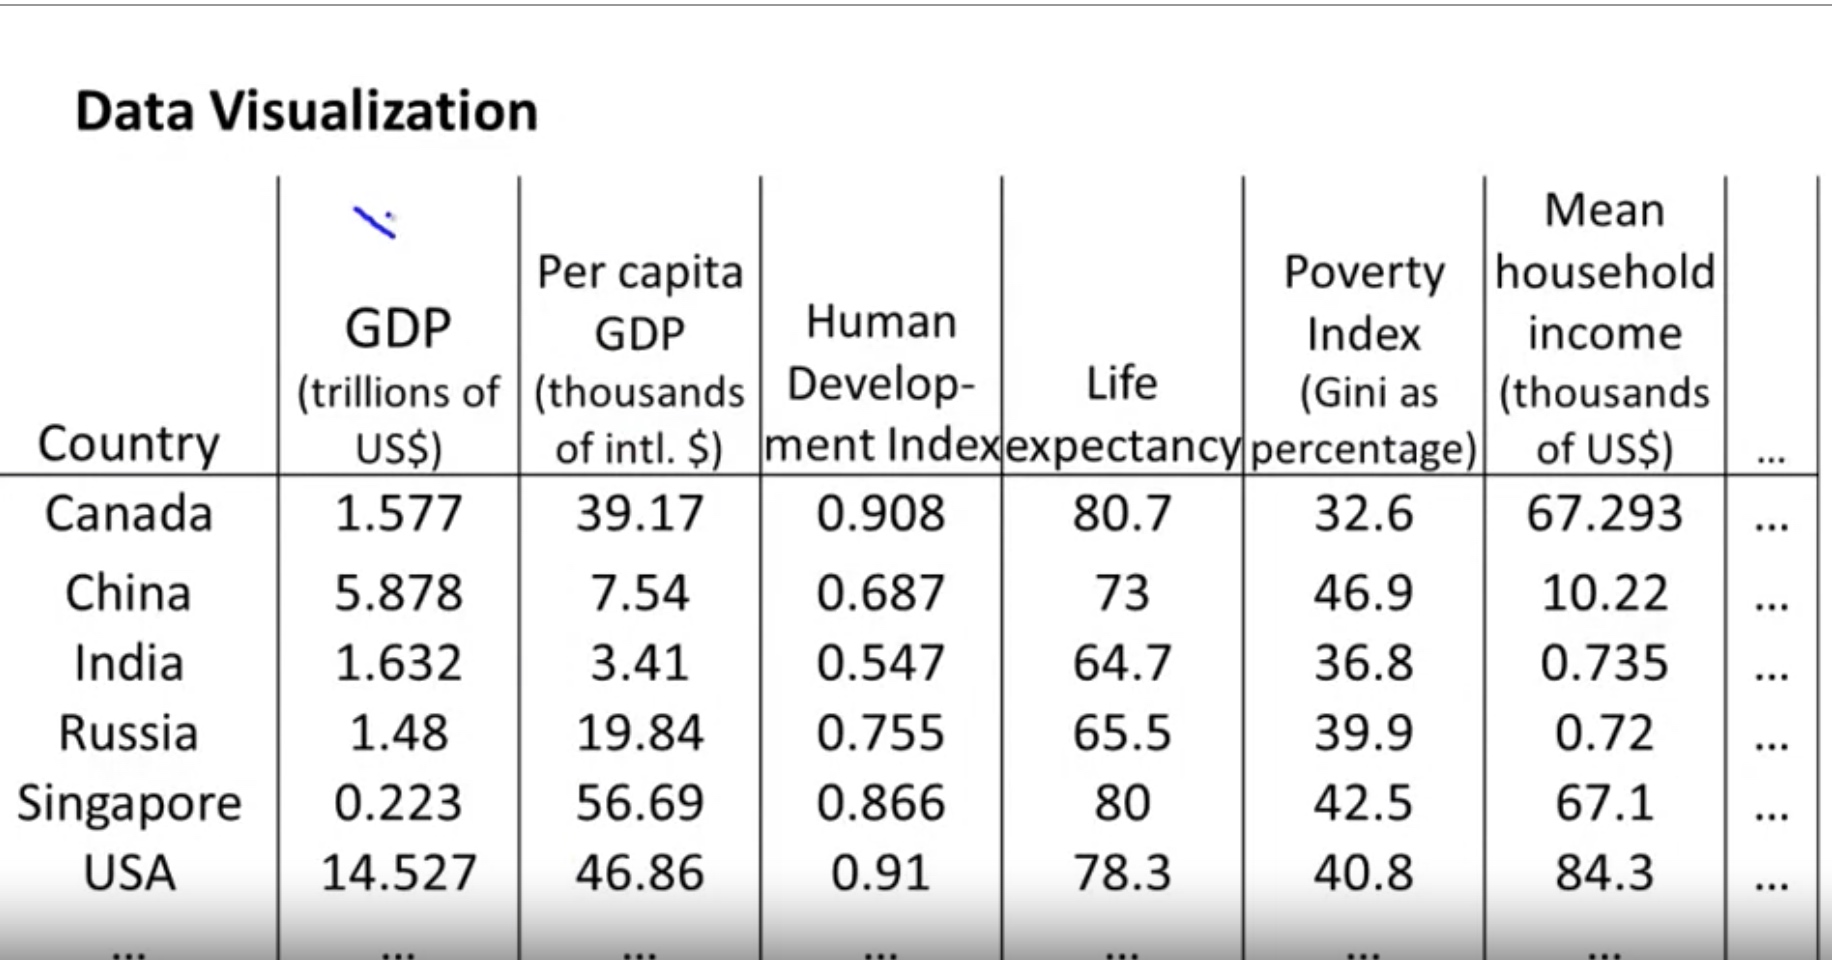 Data Visualization
Country | GDP (trillions of US$) | Per capita GDP (thousands of intl. $) | Human Develop-ment Index | Life expectancy | Poverty Index (Gini as percentage) | Mean household income (thousands of US$) | ...
Canada | 1.577 | 39.17 | 0.908 | 80.7 | 32.6 | 67.293 | ...
China | 5.878 | 7.54 | 0.687 | 73 | 46.9 | 10.22 | ...
India | 1.632 | 3.41 | 0.547 | 64.7 | 36.8 | 0.735 | ...
Russia | 1.48 | 19.84 | 0.755 | 65.5 | 39.9 | 0.72 | ...
Singapore | 0.223 | 56.69 | 0.866 | 80 | 42.5 | 67.1 | ...
USA | 14.527 | 46.86 | 0.91 | 78.3 | 40.8 | 84.3 | ...
... | ... | ... | ... | ... | ... | ...